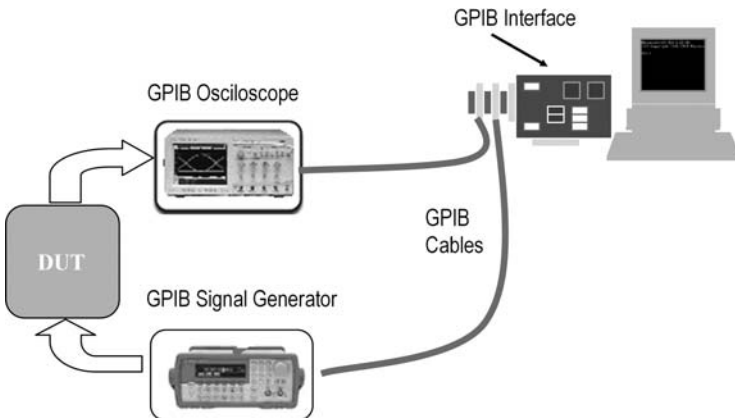 GPIB Interface
GPIB Osciloscope
GPIB
Cables
DUT
GPIB Signal Generator